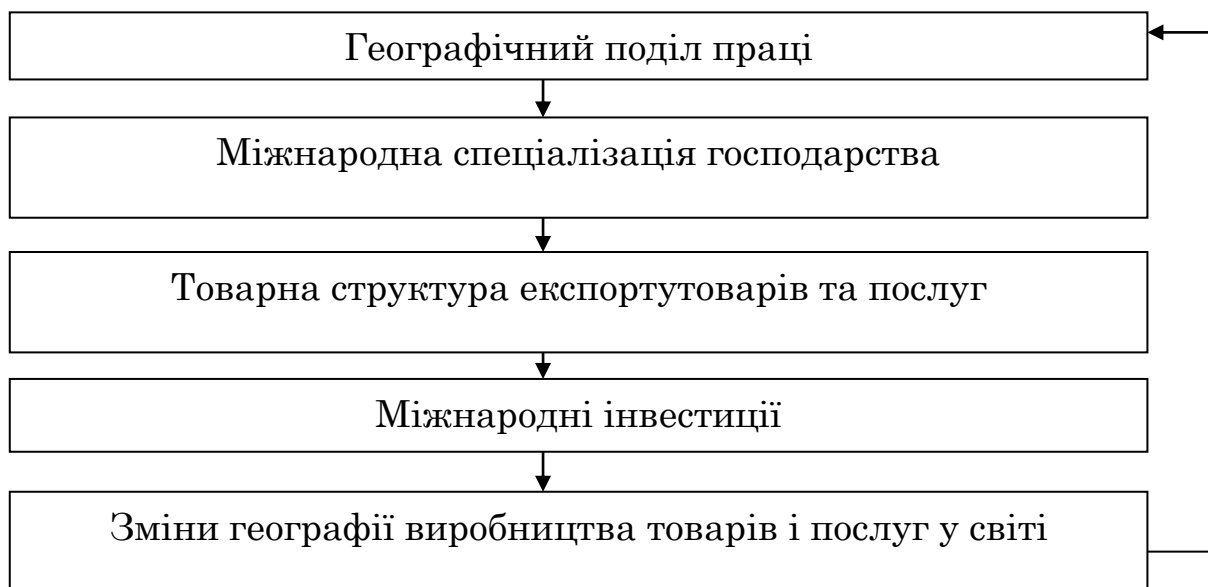 Географічний поділ праці
Міжнародна спеціалізація господарства
Товарна структура експортутоварів та послуг
Міжнародні інвестиції
Зміни географії виробництва товарів і послуг у світі